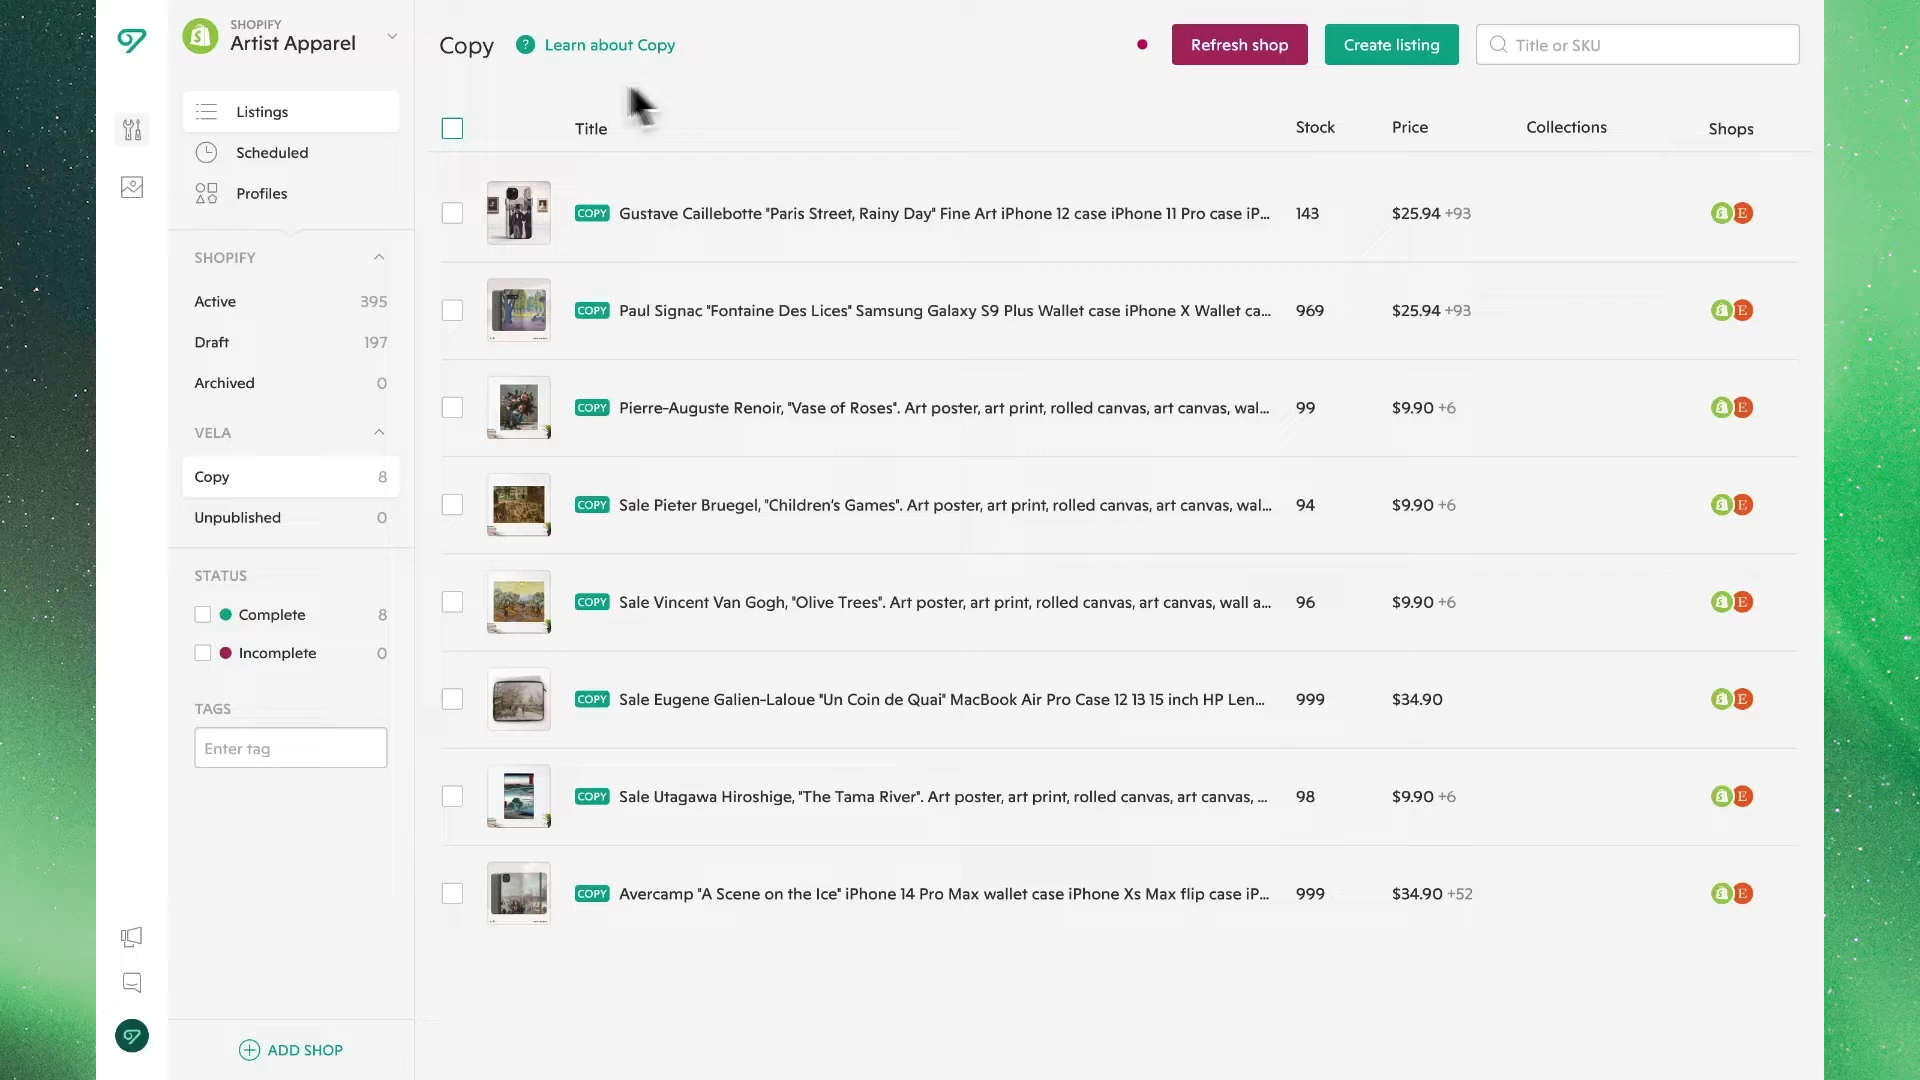 SHOPIFY
Artist Apparel
Listings
Scheduled
Profiles
SHOPIFY
Active 395
Draft 197
Archived 0
VELA
Copy 8
Unpublished 0
STATUS
Complete 8
Incomplete 0
TAGS
Enter tag
ADD SHOP
Copy ? Learn about Copy
Refresh shop
Create listing
Title or SKU
Title Stock Price Collections Shops
COPY Gustave Caillebotte "Paris Street, Rainy Day" Fine Art iPhone 12 case iPhone 11 Pro case iP... 143 $25.94 +93 E
COPY Paul Signac "Fontaine Des Lices" Samsung Galaxy S9 Plus Wallet case iPhone X Wallet ca... 969 $25.94 +93 E
COPY Pierre-Auguste Renoir, "Vase of Roses". Art poster, art print, rolled canvas, art canvas, wal... 99 $9.90 +6 E
COPY Sale Pieter Bruegel, "Children's Games". Art poster, art print, rolled canvas, art canvas, wal... 94 $9.90 +6 E
COPY Sale Vincent Van Gogh, "Olive Trees". Art poster, art print, rolled canvas, art canvas, wall a... 96 $9.90 +6 E
COPY Sale Eugene Galien-Laloue "Un Coin de Quai" MacBook Air Pro Case 12 13 15 inch HP Len... 999 $34.90 E
COPY Sale Utagawa Hiroshige, "The Tama River". Art poster, art print, rolled canvas, art canvas, ... 98 $9.90 +6 E
COPY Avercamp "A Scene on the Ice" iPhone 14 Pro Max wallet case iPhone Xs Max flip case iP... 999 $34.90 +52 E